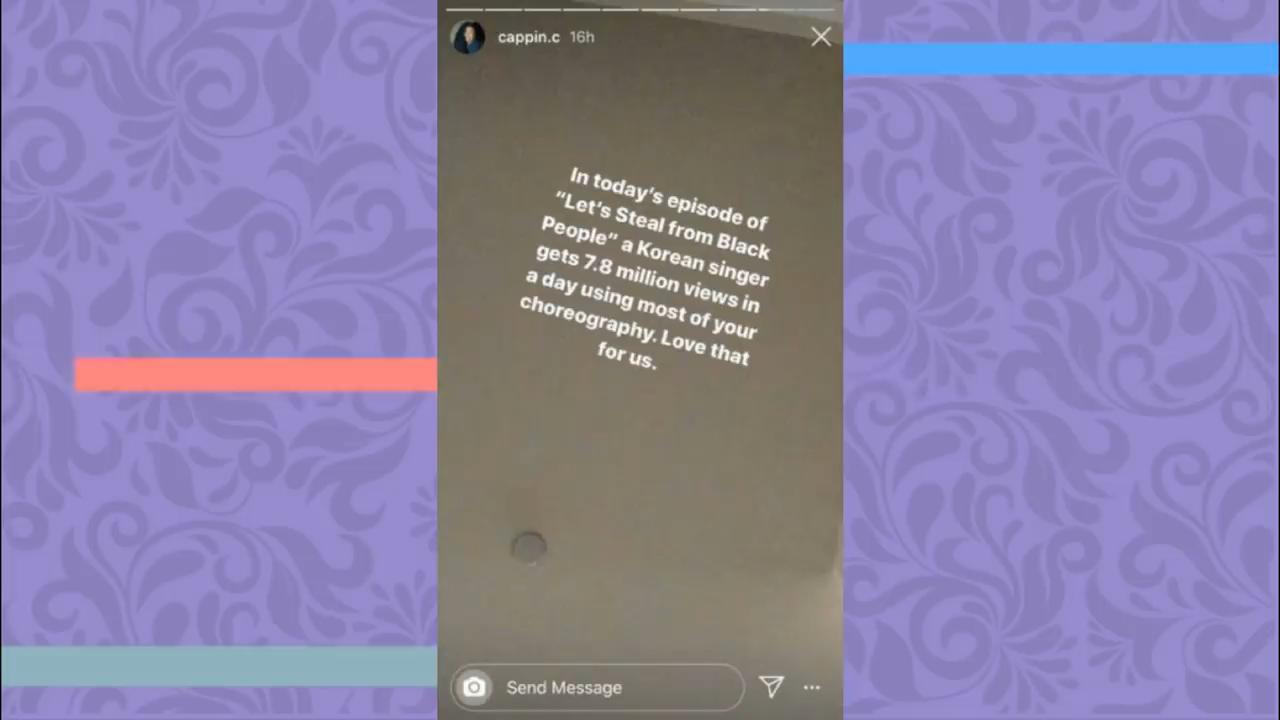 cappin.c 16h
In today's episode of
"Let's Steal from Black
People" a Korean singer
gets 7.8 million views in
a day using most of your
choreography. Love that
for us.
Send Message